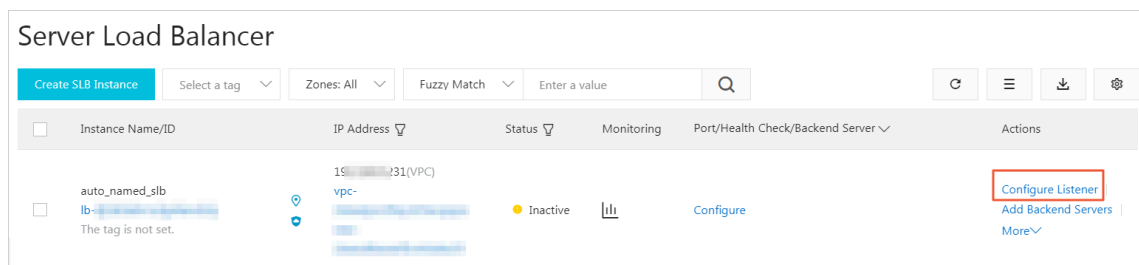 Server Load Balancer
Create SLB Instance Select a tag Zones: All Fuzzy Match Enter a value
Instance Name/ID IP Address Status Monitoring Port/Health Check/Backend Server Actions
19 231(VPC)
auto_named_slb vpc- Configure Listener
lb- Inactive Configure Add Backend Servers
The tag is not set. More